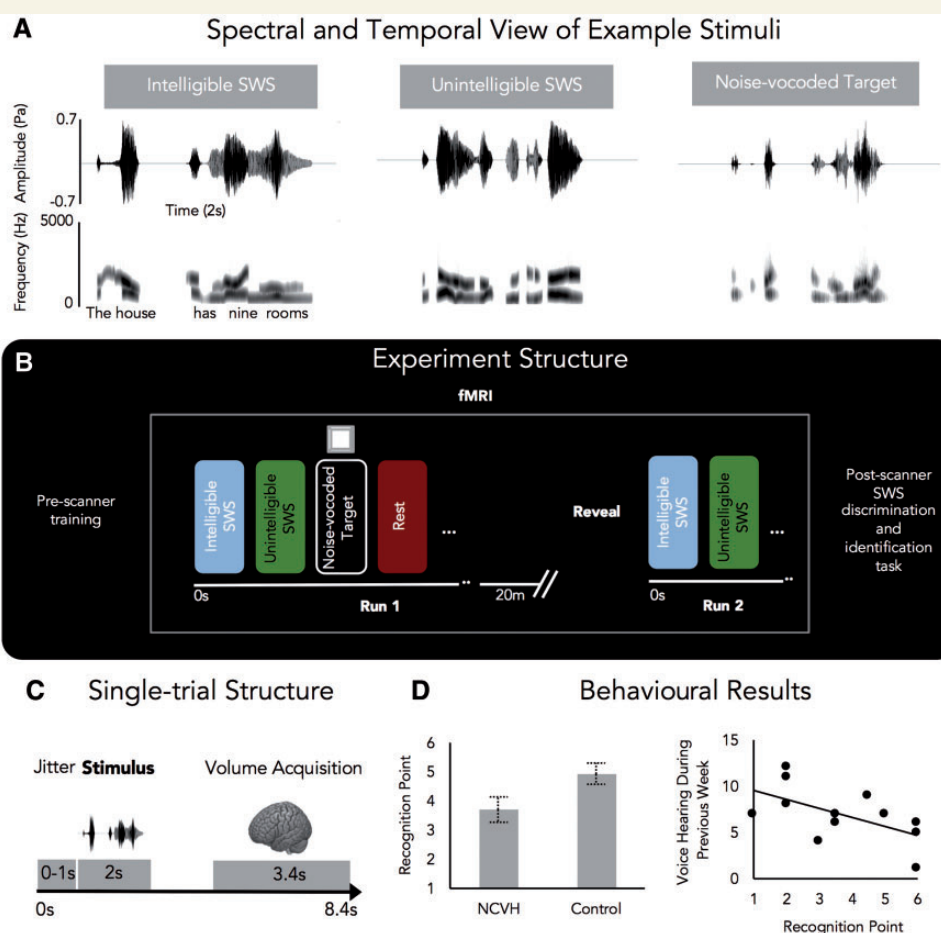 A
Spectral and Temporal View of Example Stimuli
Intelligible SWS
Unintelligible SWS
Noise-vocoded Target
Amplitude (Pa)
0.7
-0.7
Time (2s)
Frequency (Hz)
5000
0
The house has nine rooms
B
Experiment Structure
fMRI
Pre-scanner
training
Intelligible
SWS
Unintelligible
SWS
Noise-vocoded
Target
Rest
...
Reveal
Intelligible
SWS
Unintelligible
SWS
...
Post-scanner
SWS
discrimination
and
identification
task
0s
..
20m
Run 1
0s
..
Run 2
C
Single-trial Structure
Jitter Stimulus
Volume Acquisition
0-1s
2s
3.4s
0s
8.4s
D
Behavioural Results
Recognition Point
6
5
4
3
2
1
NCVH
Control
Voice Hearing During
Previous Week
15
10
5
0
1 2 3 4 5 6
Recognition Point